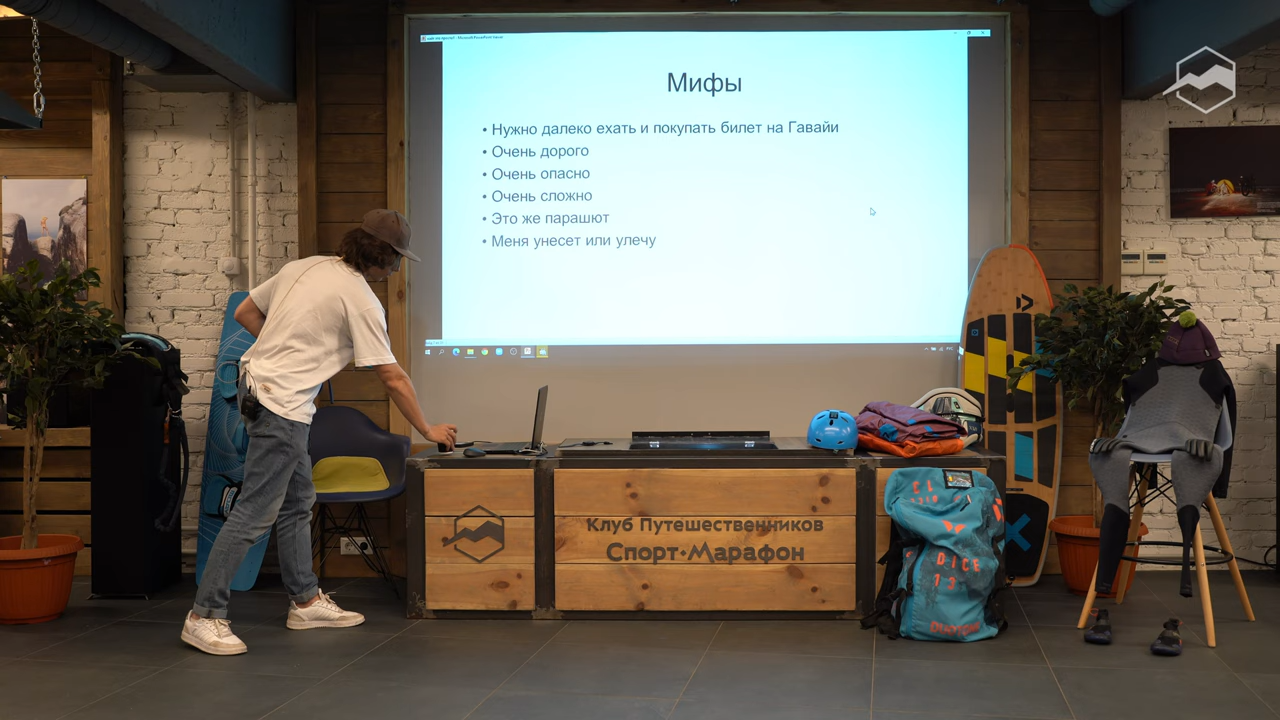 Мифы
• Нужно далеко ехать и покупать билет на Гавайи
• Очень дорого
• Очень опасно
• Очень сложно
• Это же парашют
• Меня унесет или улечу
Клуб Путешественников
Спорт·Марафон
DICE
13